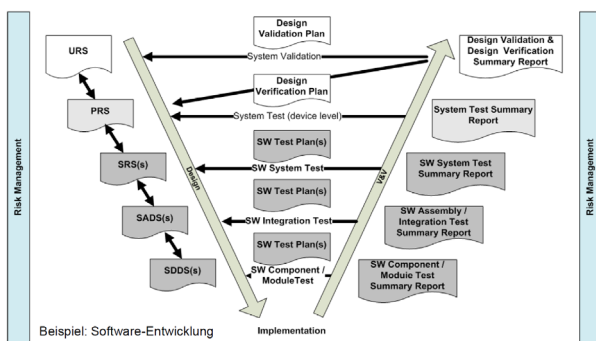 Design
Validation Plan
Design Validation &
Design Verification
Summary Report
URS
System Validation
Design
Verification Plan
PRS
System Test (device level)
System Test Summary
Report
SW Test Plan(s)
SRS(s)
SW System Test
SW System Test
Summary Report
Design
V&V
SW Test Plan(s)
SADS(s)
SW Integration Test
SW Assembly /
Integration Test
Summary Report
SW Test Plan(s)
SDDS(s)
SW Component /
ModuleTest
SW Component /
Module Test
Summary Report
Risk Management
Risk Management
Beispiel: Software-Entwicklung
Implementation